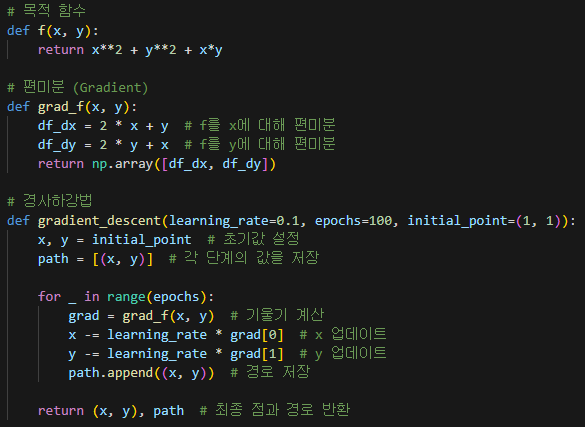 # 목적 함수
def f(x, y):
    return x**2 + y**2 + x*y

# 편미분 (Gradient)
def grad_f(x, y):
    df_dx = 2 * x + y  # f를 x에 대해 편미분
    df_dy = 2 * y + x  # f를 y에 대해 편미분
    return np.array([df_dx, df_dy])

# 경사하강법
def gradient_descent(learning_rate=0.1, epochs=100, initial_point=(1, 1)):
    x, y = initial_point  # 초기값 설정
    path = [(x, y)]  # 각 단계의 값을 저장

    for _ in range(epochs):
        grad = grad_f(x, y)  # 기울기 계산
        x -= learning_rate * grad[0]  # x 업데이트
        y -= learning_rate * grad[1]  # y 업데이트
        path.append((x, y))  # 경로 저장

    return (x, y), path  # 최종 점과 경로 반환